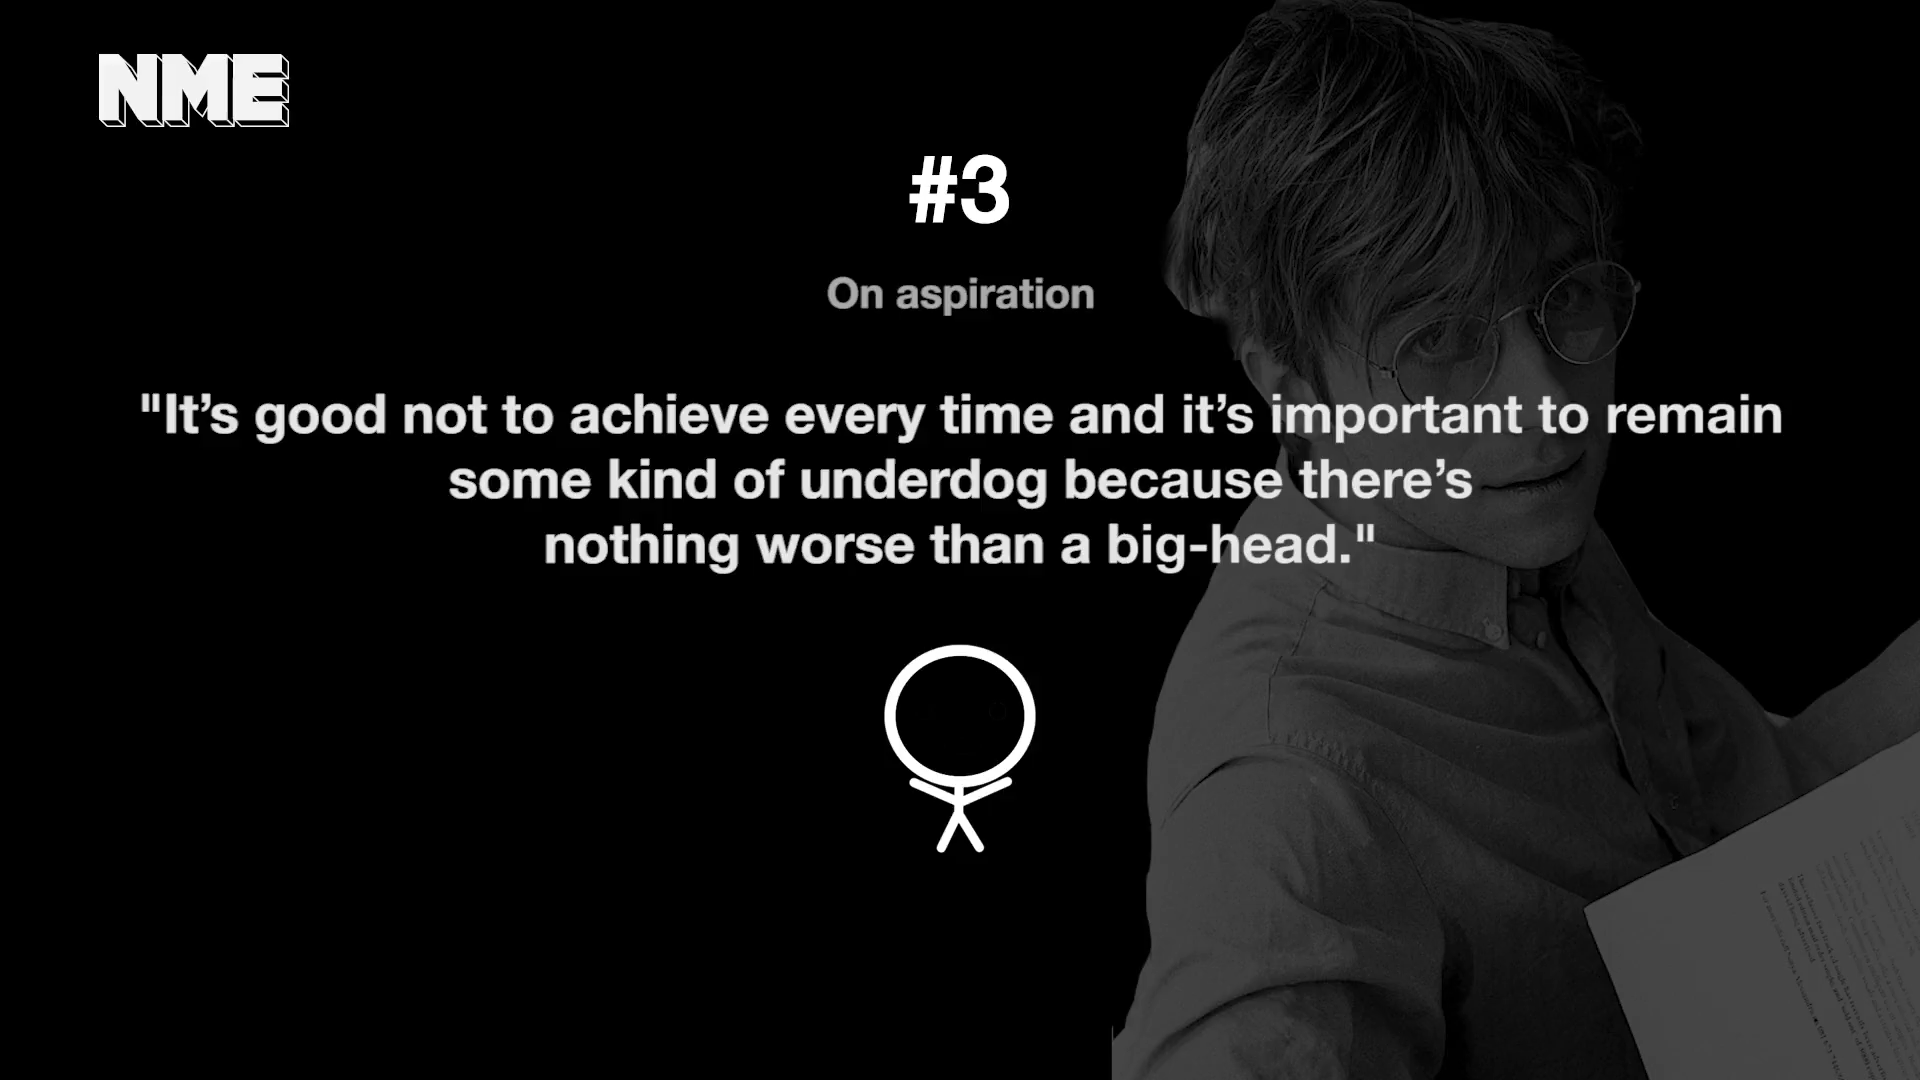 NME
#3
On aspiration
"It’s good not to achieve every time and it’s important to remain
some kind of underdog because there’s
nothing worse than a big-head."